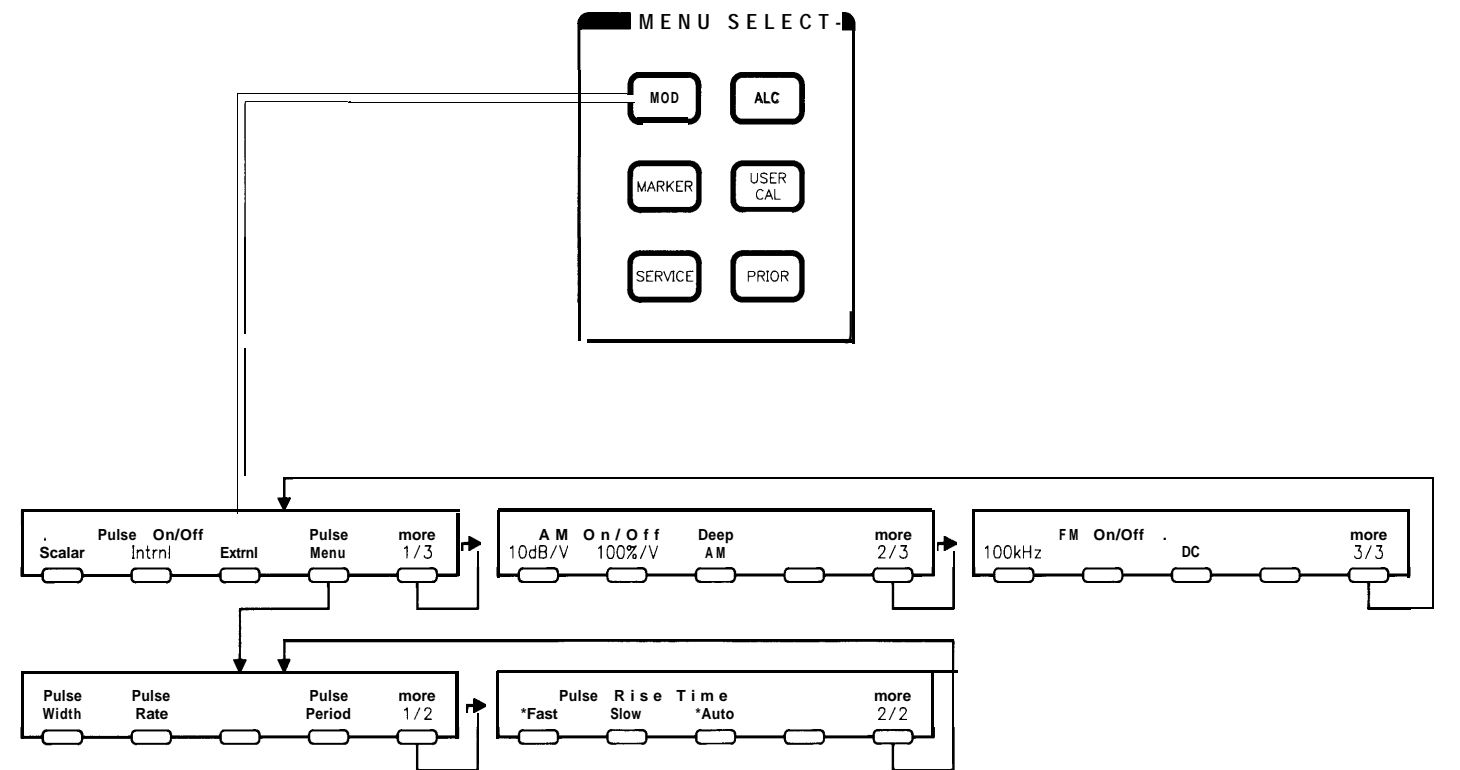 MENU SELECT-
MOD ALC
MARKER USER CAL
SERVICE PRIOR
. Pulse On/Off Pulse more
Scalar Intrnl Extrnl Menu 1/3
AM On/Off Deep more
10dB/V 100%/V AM 2/3
FM On/Off . more
100kHz DC 3/3
Pulse Pulse Pulse more
Width Rate Period 1/2
Pulse Rise Time more
*Fast Slow *Auto 2/2